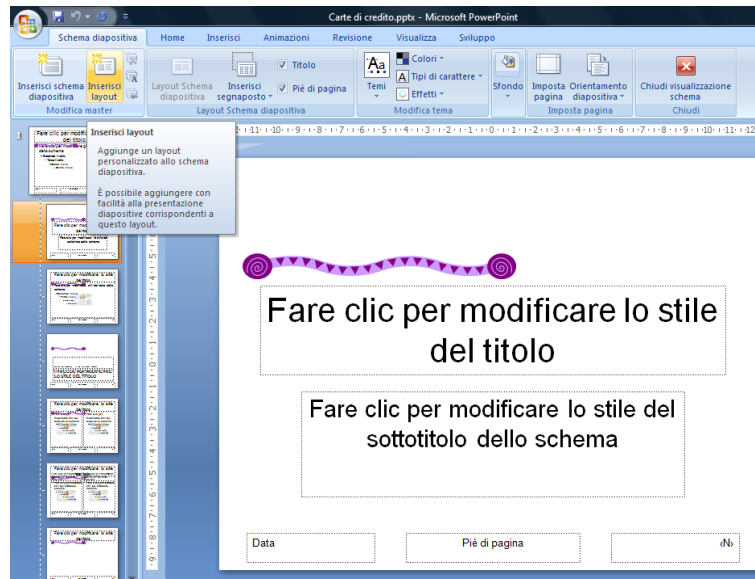 Carte di credito.pptx - Microsoft PowerPoint
Schema diapositiva Home Inserisci Animazioni Revisione Visualizza Sviluppo
Inserisci schema diapositiva
Inserisci layout
Modifica master
Layout Schema diapositiva
Inserisci segnaposto
Titolo
Piè di pagina
Layout Schema diapositiva
Aa
Temi
Colori
A Tipi di carattere
Effetti
Modifica tema
Sfondo
Imposta pagina
Orientamento diapositiva
Imposta pagina
Chiudi visualizzazione schema
Chiudi
Inserisci layout
Aggiunge un layout
personalizzato allo schema
diapositiva.
È possibile aggiungere con
facilità alla presentazione
diapositive corrispondenti a
questo layout.
1
Fare clic per modificare lo stile
del titolo
Fare clic per modificare lo stile del
sottotitolo dello schema
Data Piè di pagina ‹N›